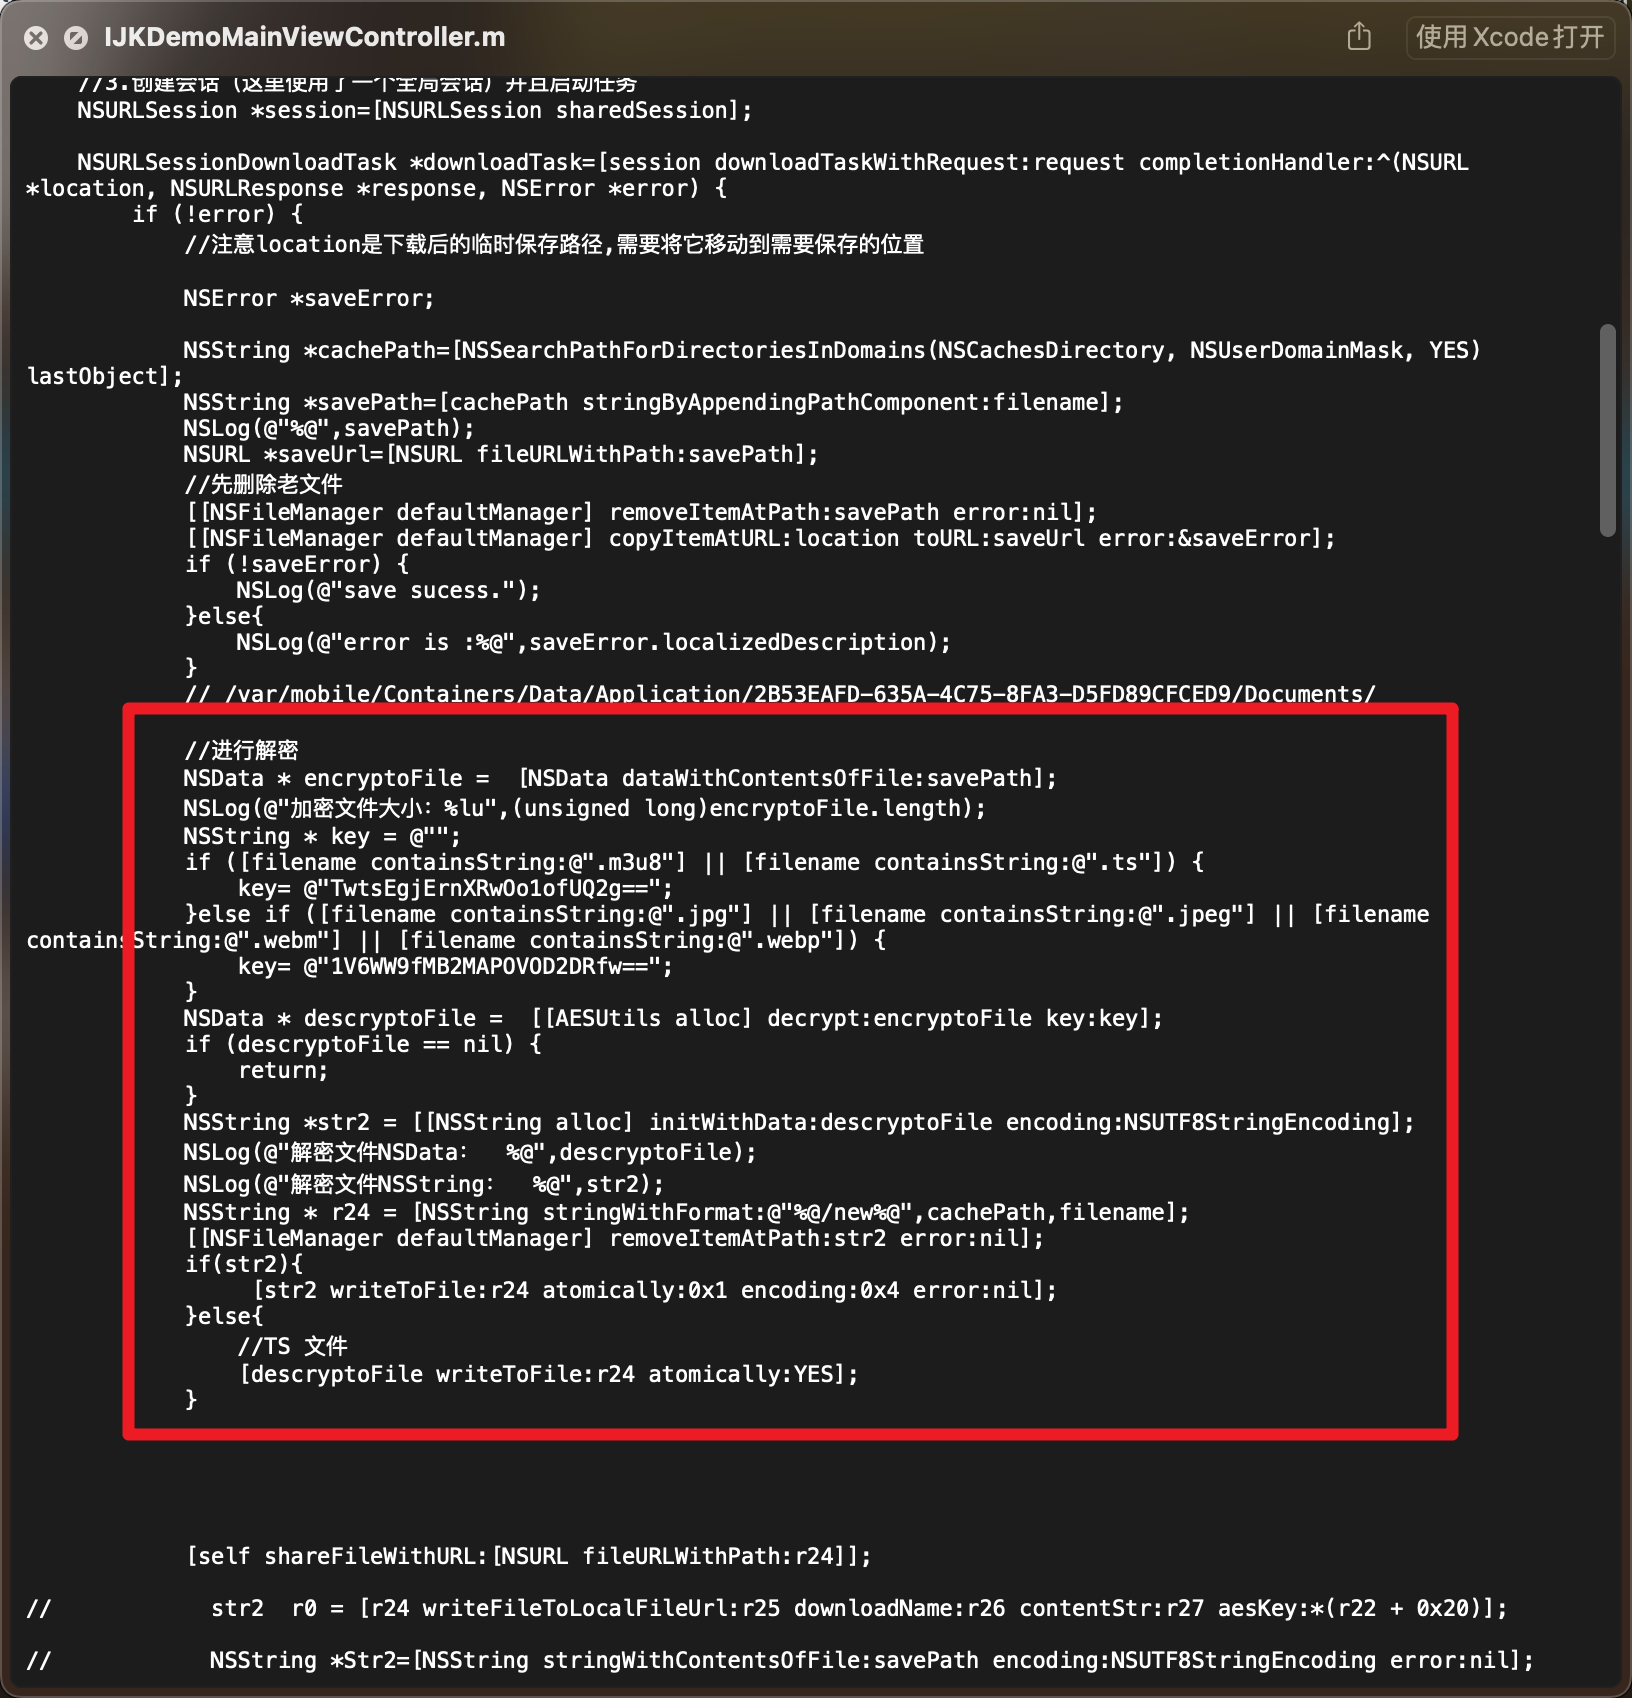 IJKDemoMainViewController.m
使用 Xcode 打开
//3.创建会话（这里使用了一个全局会话）并且启动任务
NSURLSession *session=[NSURLSession sharedSession];
NSURLSessionDownloadTask *downloadTask=[session downloadTaskWithRequest:request completionHandler:^(NSURL
*location, NSURLResponse *response, NSError *error) {
if (!error) {
//注意location是下载后的临时保存路径,需要将它移动到需要保存的位置
NSError *saveError;
NSString *cachePath=[NSSearchPathForDirectoriesInDomains(NSCachesDirectory, NSUserDomainMask, YES)
lastObject];
NSString *savePath=[cachePath stringByAppendingPathComponent:filename];
NSLog(@"%@",savePath);
NSURL *saveUrl=[NSURL fileURLWithPath:savePath];
//先删除老文件
[[NSFileManager defaultManager] removeItemAtPath:savePath error:nil];
[[NSFileManager defaultManager] copyItemAtURL:location toURL:saveUrl error:&saveError];
if (!saveError) {
NSLog(@"save sucess.");
}else{
NSLog(@"error is :%@",saveError.localizedDescription);
}
// /var/mobile/Containers/Data/Application/2B53EAFD-635A-4C75-8FA3-D5FD89CFCED9/Documents/
//进行解密
NSData * encryptoFile =  [NSData dataWithContentsOfFile:savePath];
NSLog(@"加密文件大小：%lu",(unsigned long)encryptoFile.length);
NSString * key = @"";
if ([filename containsString:@".m3u8"] || [filename containsString:@".ts"]) {
key= @"TwtsEgjErnXRwOo1ofUQ2g==";
}else if ([filename containsString:@".jpg"] || [filename containsString:@".jpeg"] || [filename
containsString:@".webm"] || [filename containsString:@".webp"]) {
key= @"1V6WW9fMB2MAPOVOD2DRfw==";
}
NSData * descryptoFile =  [[AESUtils alloc] decrypt:encryptoFile key:key];
if (descryptoFile == nil) {
return;
}
NSString *str2 = [[NSString alloc] initWithData:descryptoFile encoding:NSUTF8StringEncoding];
NSLog(@"解密文件NSData：  %@",descryptoFile);
NSLog(@"解密文件NSString：  %@",str2);
NSString * r24 = [NSString stringWithFormat:@"%@/new%@",cachePath,filename];
[[NSFileManager defaultManager] removeItemAtPath:str2 error:nil];
if(str2){
[str2 writeToFile:r24 atomically:0x1 encoding:0x4 error:nil];
}else{
//TS 文件
[descryptoFile writeToFile:r24 atomically:YES];
}
[self shareFileWithURL:[NSURL fileURLWithPath:r24]];
// str2  r0 = [r24 writeFileToLocalFileUrl:r25 downloadName:r26 contentStr:r27 aesKey:*(r22 + 0x20)];
// NSString *Str2=[NSString stringWithContentsOfFile:savePath encoding:NSUTF8StringEncoding error:nil];